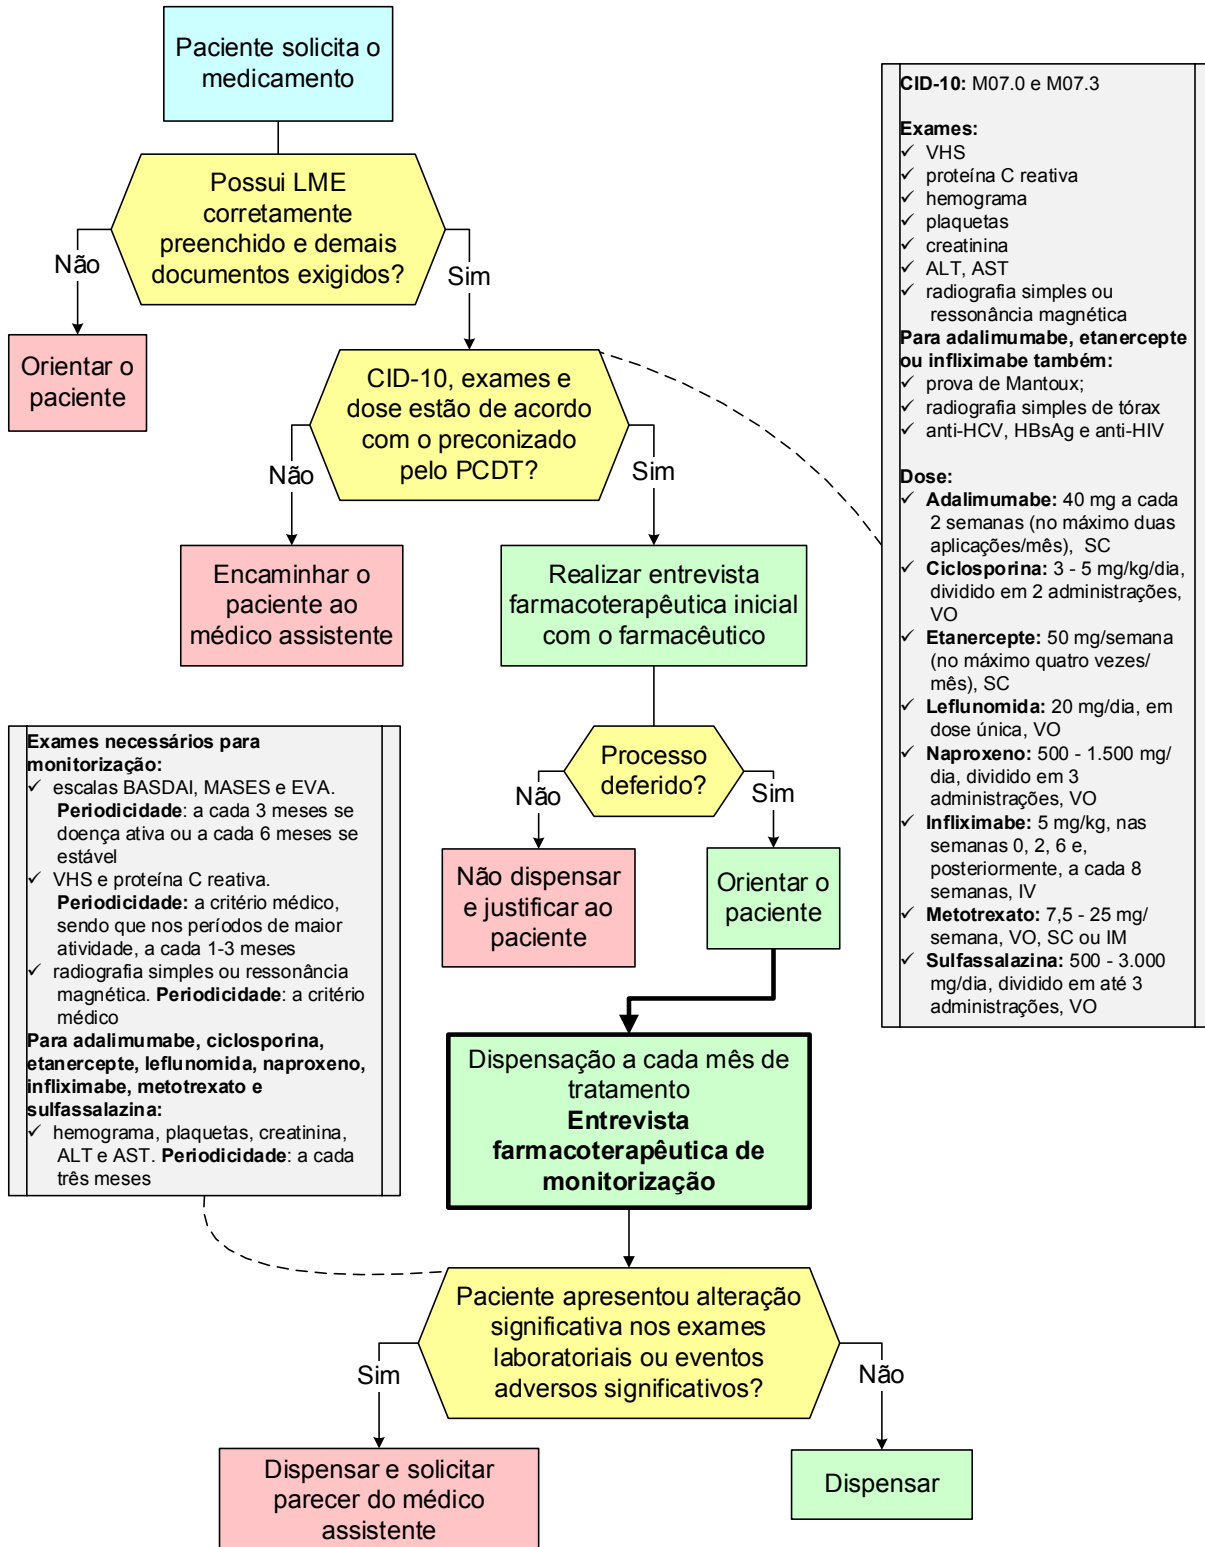 Paciente solicita o
medicamento
Possui LME
corretamente
preenchido e demais
documentos exigidos?
Não
Sim
Orientar o
paciente
CID-10, exames e
dose estão de acordo
com o preconizado
pelo PCDT?
Não
Sim
Encaminhar o
paciente ao
médico assistente
Realizar entrevista
farmacoterapêutica inicial
com o farmacêutico
Processo
deferido?
Não
Sim
Não dispensar
e justificar ao
paciente
Orientar o
paciente
Dispensação a cada mês de
tratamento
Entrevista
farmacoterapêutica de
monitorização
Paciente apresentou alteração
significativa nos exames
laboratoriais ou eventos
adversos significativos?
Sim
Não
Dispensar e solicitar
parecer do médico
assistente
Dispensar
CID-10: M07.0 e M07.3
Exames:
✓ VHS
✓ proteína C reativa
✓ hemograma
✓ plaquetas
✓ creatinina
✓ ALT, AST
✓ radiografia simples ou
ressonância magnética
Para adalimumabe, etanercepte
ou infliximabe também:
✓ prova de Mantoux;
✓ radiografia simples de tórax
✓ anti-HCV, HBsAg e anti-HIV
Dose:
✓ Adalimumabe: 40 mg a cada
2 semanas (no máximo duas
aplicações/mês), SC
✓ Ciclosporina: 3 - 5 mg/kg/dia,
dividido em 2 administrações,
VO
✓ Etanercepte: 50 mg/semana
(no máximo quatro vezes/
mês), SC
✓ Leflunomida: 20 mg/dia, em
dose única, VO
✓ Naproxeno: 500 - 1.500 mg/
dia, dividido em 3
administrações, VO
✓ Infliximabe: 5 mg/kg, nas
semanas 0, 2, 6 e,
posteriormente, a cada 8
semanas, IV
✓ Metotrexato: 7,5 - 25 mg/
semana, VO, SC ou IM
✓ Sulfassalazina: 500 - 3.000
mg/dia, dividido em até 3
administrações, VO
Exames necessários para
monitorização:
✓ escalas BASDAI, MASES e EVA.
Periodicidade: a cada 3 meses se
doença ativa ou a cada 6 meses se
estável
✓ VHS e proteína C reativa.
Periodicidade: a critério médico,
sendo que nos períodos de maior
atividade, a cada 1-3 meses
✓ radiografia simples ou ressonância
magnética. Periodicidade: a critério
médico
Para adalimumabe, ciclosporina,
etanercepte, leflunomida, naproxeno,
infliximabe, metotrexato e
sulfassalazina:
✓ hemograma, plaquetas, creatinina,
ALT e AST. Periodicidade: a cada
três meses